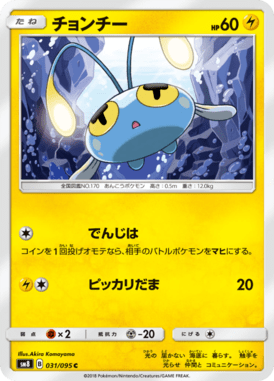 たね チョンチー HP60
全国図鑑NO.170 あんこうポケモン 高さ:0.5m 重さ:12.0kg
でんじは
コインを1回投げオモテなら、相手のバトルポケモンをマヒにする。
ピッカリだま 20
弱点 ×2 抵抗力 -20 にげる
Illus.Akira Komayama
sm8 031/095 C
光の 届かない 海底に 暮らす。 触手を
光らせ 仲間と コミュニケーション。
©2018 Pokémon/Nintendo/Creatures/GAME FREAK.